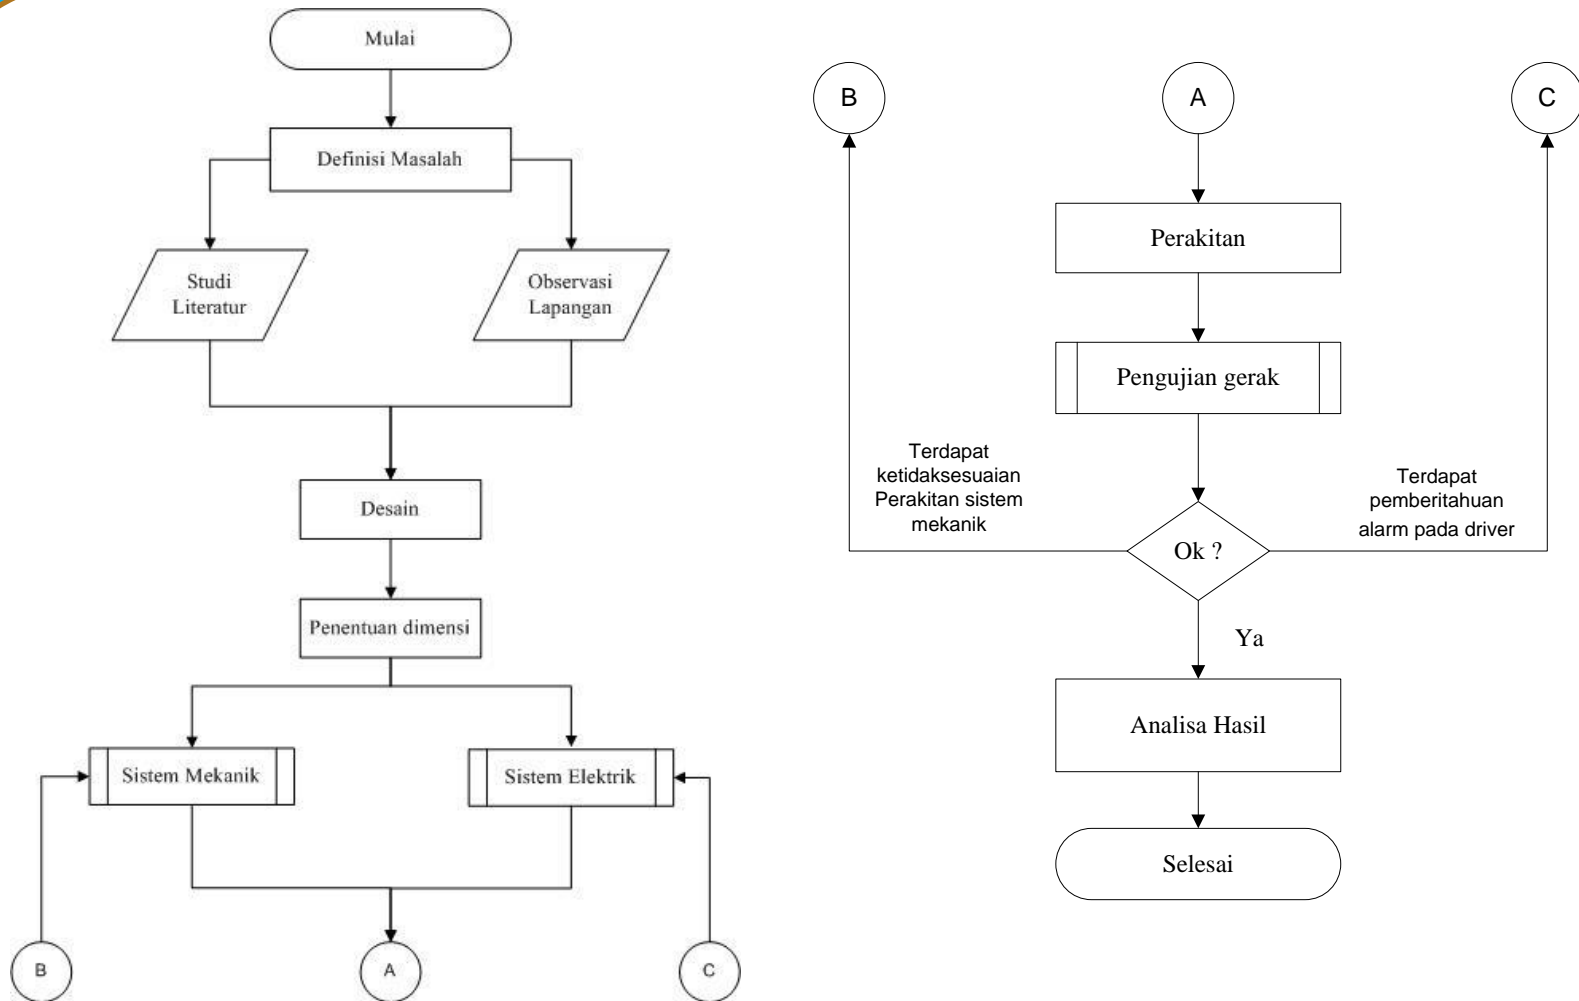 Mulai
Definisi Masalah
Studi
Literatur
Observasi
Lapangan
Desain
Penentuan dimensi
Sistem Mekanik
Sistem Elektrik
B
A
C
B
A
C
Perakitan
Pengujian gerak
Terdapat
ketidaksesuaian
Perakitan sistem
mekanik
Terdapat
pemberitahuan
alarm pada driver
Ok ?
Ya
Analisa Hasil
Selesai